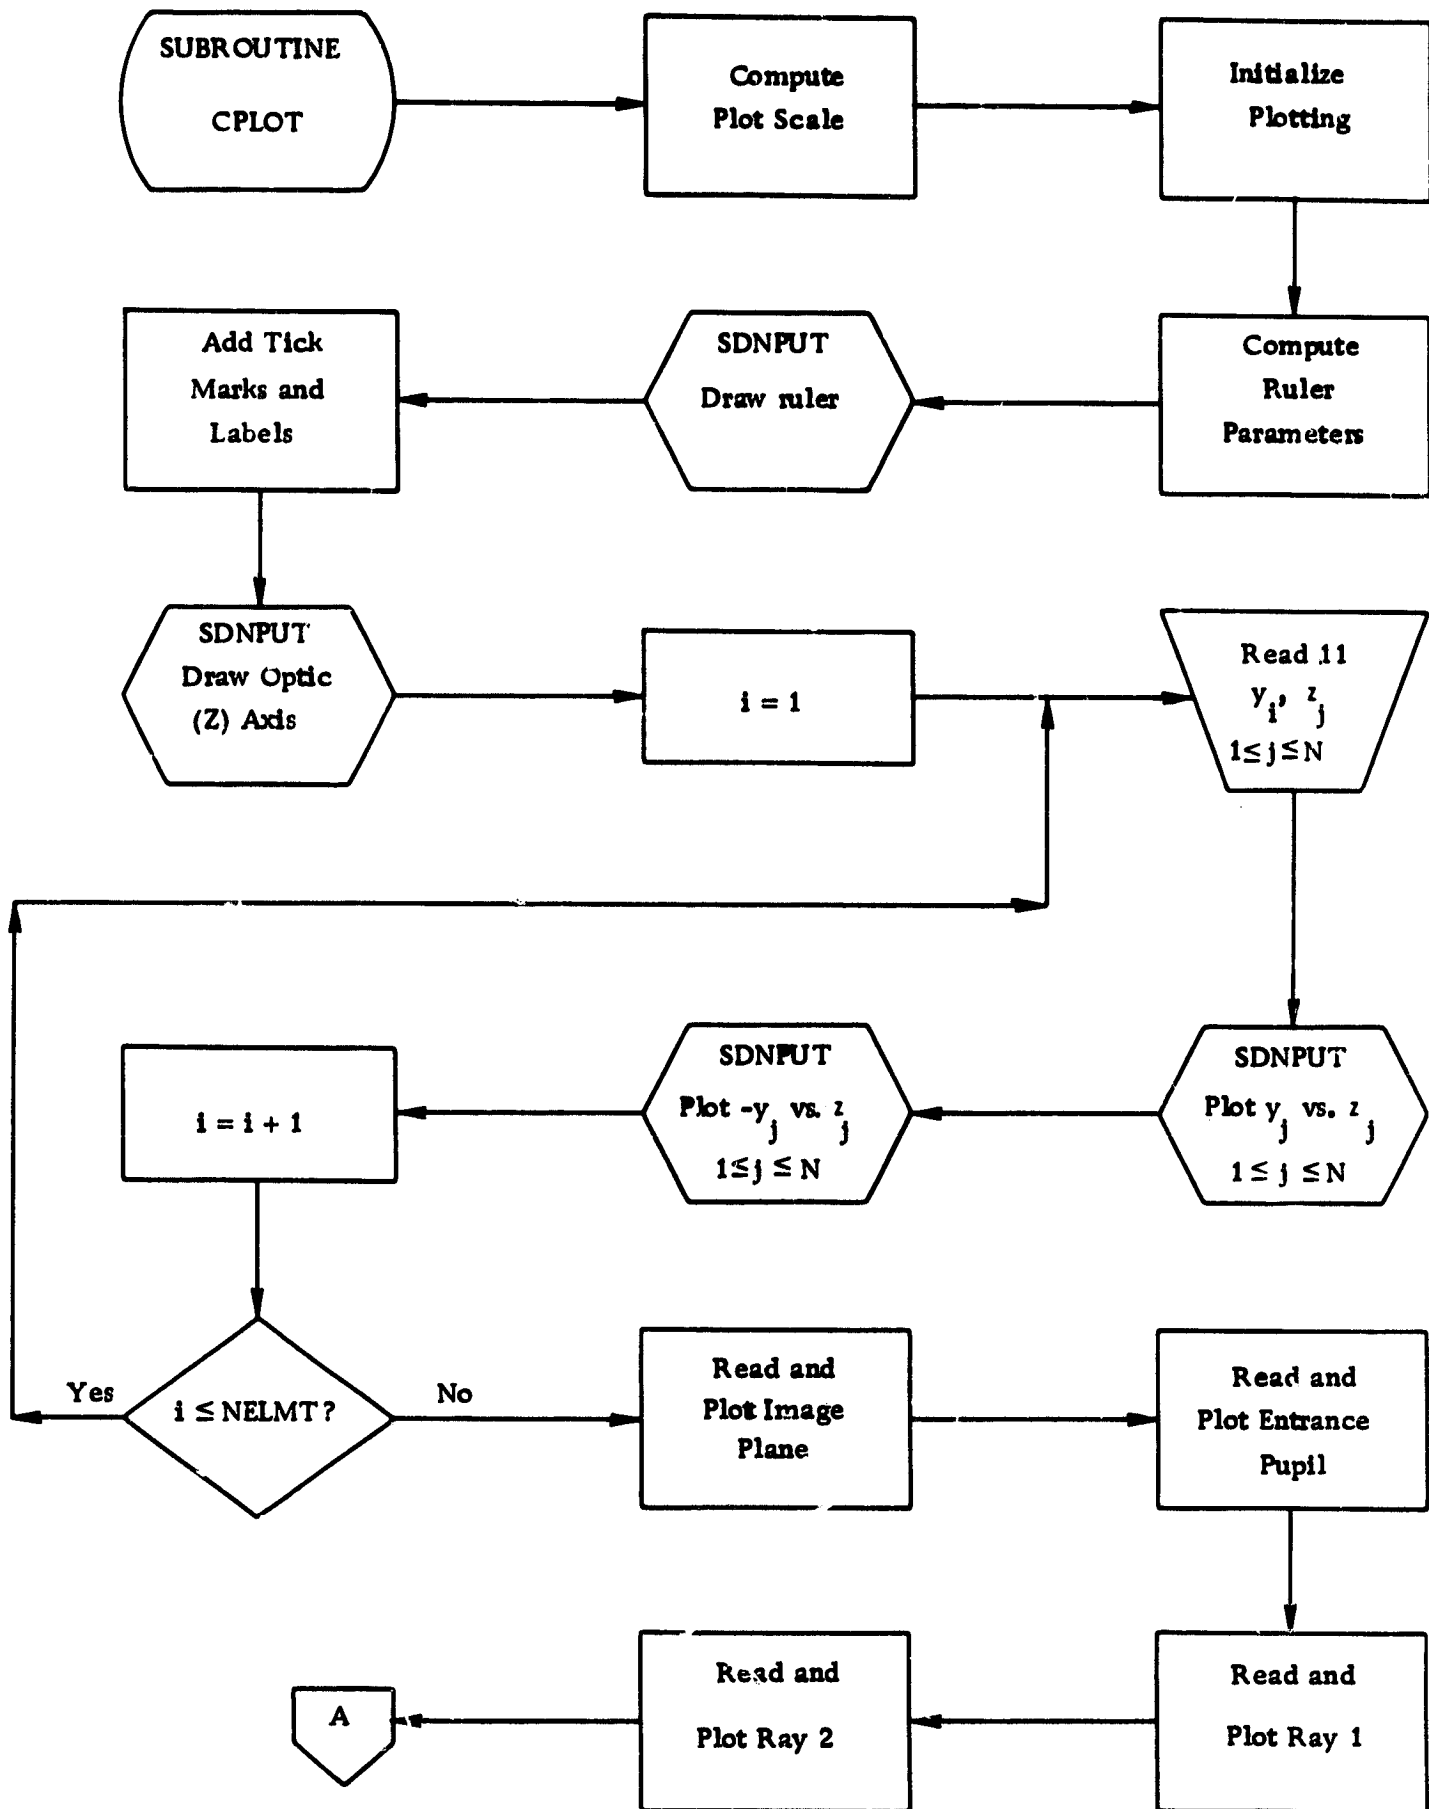 SUBROUTINE
CPLOT
Compute
Plot Scale
Initialize
Plotting
Add Tick
Marks and
Labels
SDNPUT
Draw ruler
Compute
Ruler
Parameters
SDNPUT
Draw Optic
(Z) Axis
i = 1
Read 11
y_i, z_j
1 ≤ j ≤ N
i = i + 1
SDNPUT
Plot -y_j vs. z_j
1 ≤ j ≤ N
SDNPUT
Plot y_j vs. z_j
1 ≤ j ≤ N
Yes
i ≤ NELMT?
No
Read and
Plot Image
Plane
Read and
Plot Entrance
Pupil
A
Read and
Plot Ray 2
Read and
Plot Ray 1